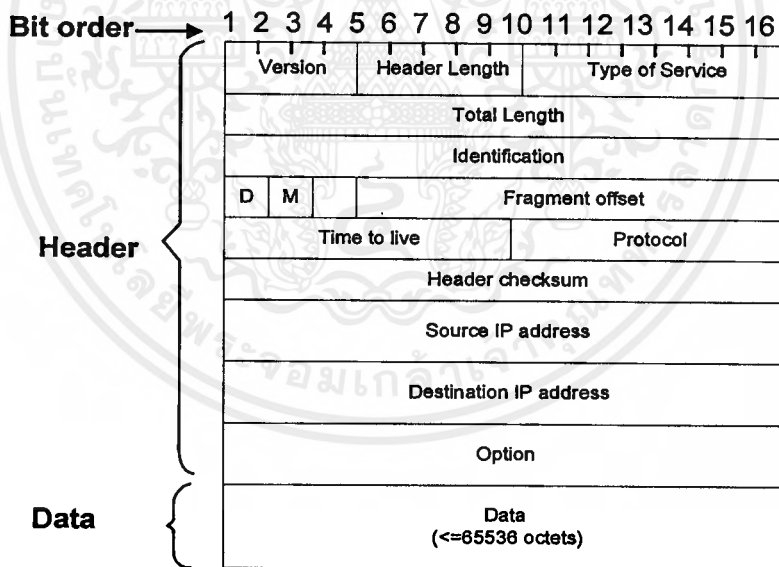 Bit order 1 2 3 4 5 6 7 8 9 10 11 12 13 14 15 16
Version Header Length Type of Service
Total Length
Identification
D M Fragment offset
Header
Time to live Protocol
Header checksum
Source IP address
Destination IP address
Option
Data
Data
(<=65536 octets)